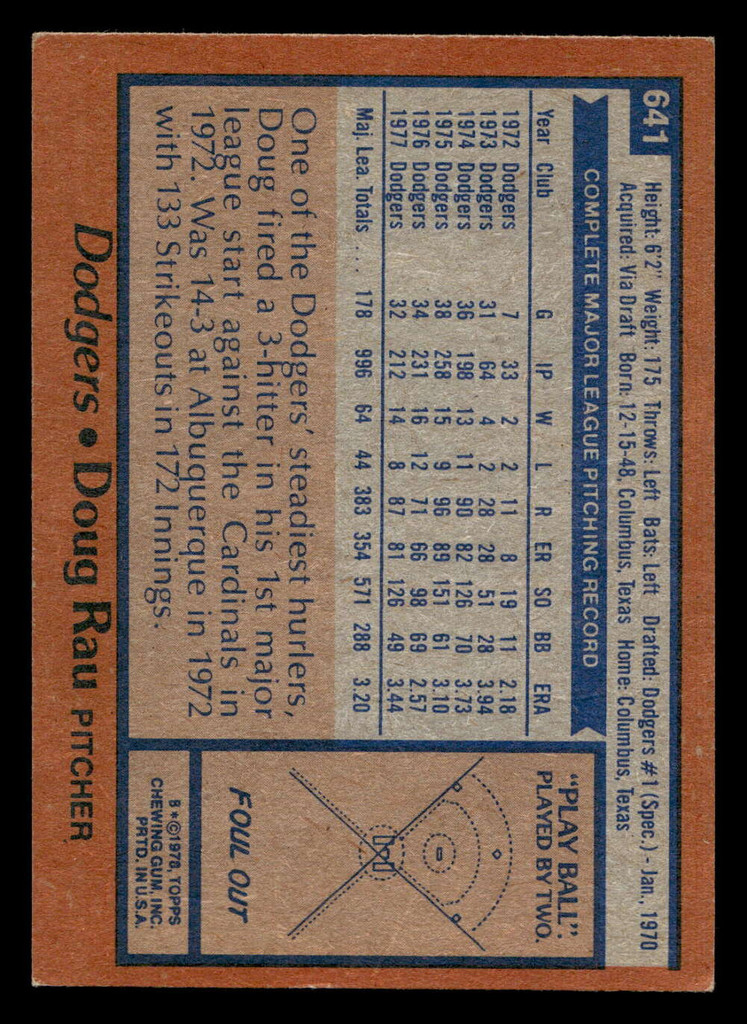 641
Height: 6'2" Weight: 175 Throws: Left Bats: Left Drafted: Dodgers #1 (Spec.) - Jan., 1970
Acquired: Via Draft Born: 12-15-48, Columbus, Texas Home: Columbus, Texas
COMPLETE MAJOR LEAGUE PITCHING RECORD
Year Club G IP W L R ER SO BB ERA
1972 Dodgers 7 33 2 2 11 8 19 11 2.18
1973 Dodgers 31 64 4 2 28 28 51 28 3.94
1974 Dodgers 36 198 13 11 90 82 126 70 3.73
1975 Dodgers 38 258 15 9 96 89 151 61 3.10
1976 Dodgers 34 231 16 12 71 66 98 69 2.57
1977 Dodgers 32 212 14 8 87 81 126 49 3.44
Maj. Lea. Totals . . . 178 996 64 44 383 354 571 288 3.20
One of the Dodgers' steadiest hurlers,
Doug fired a 3-hitter in his 1st major
league start against the Cardinals in
1972. Was 14-3 at Albuquerque in 1972
with 133 Strikeouts in 172 Innings.
"PLAY BALL":
PLAYED BY TWO.
FOUL OUT
B*©1978, TOPPS
CHEWING GUM, INC.
PRTD. IN U.S.A.
Dodgers • Doug Rau PITCHER